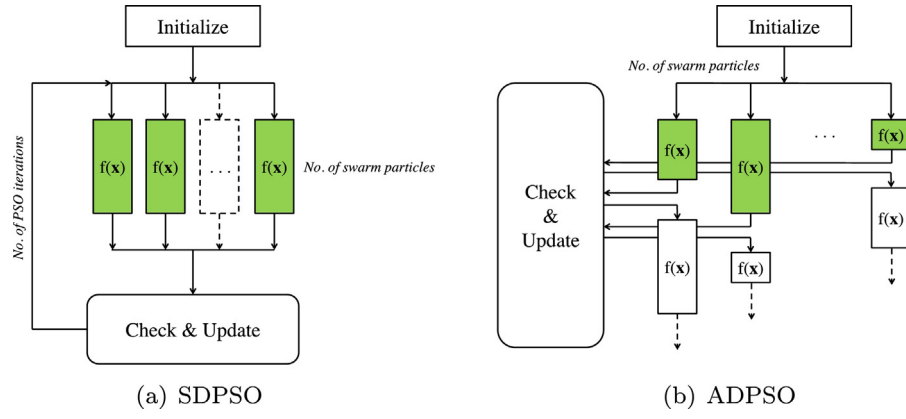 Initialize
No. of PSO iterations
f(x)
f(x)
. . .
f(x)
No. of swarm particles
Check & Update
(a) SDPSO
Initialize
No. of swarm particles
f(x)
f(x)
. . .
f(x)
Check
&
Update
f(x)
f(x)
f(x)
(b) ADPSO